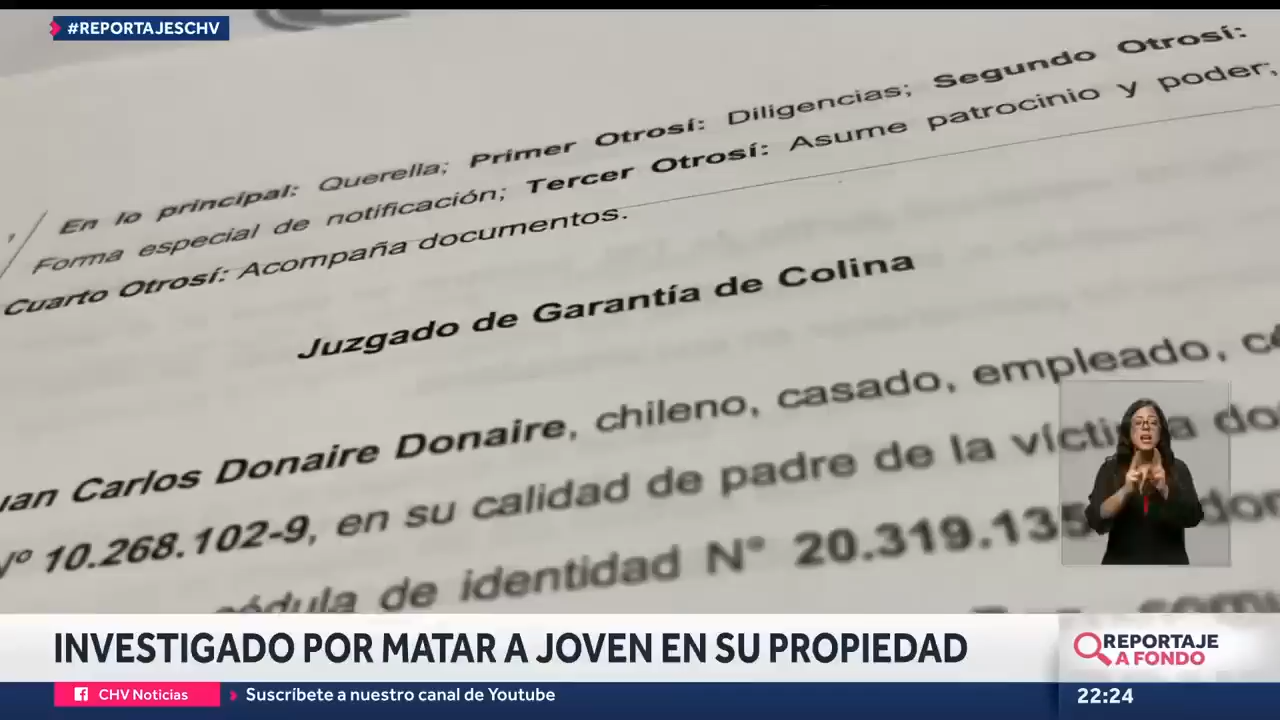 #REPORTAJESCHV
En lo principal: Querella; Primer Otrosí: Diligencias; Segundo Otrosí:
Forma especial de notificación; Tercer Otrosí: Asume patrocinio y poder;
Cuarto Otrosí: Acompaña documentos.
Juzgado de Garantía de Colina
Carlos Donaire Donaire, chileno, casado, empleado,
Nº 10.268.102-9, en su calidad de padre de la
cédula de identidad N° 20.319.135
INVESTIGADO POR MATAR A JOVEN EN SU PROPIEDAD
REPORTAJE
A FONDO
CHV Noticias
Suscríbete a nuestro canal de Youtube
22:24